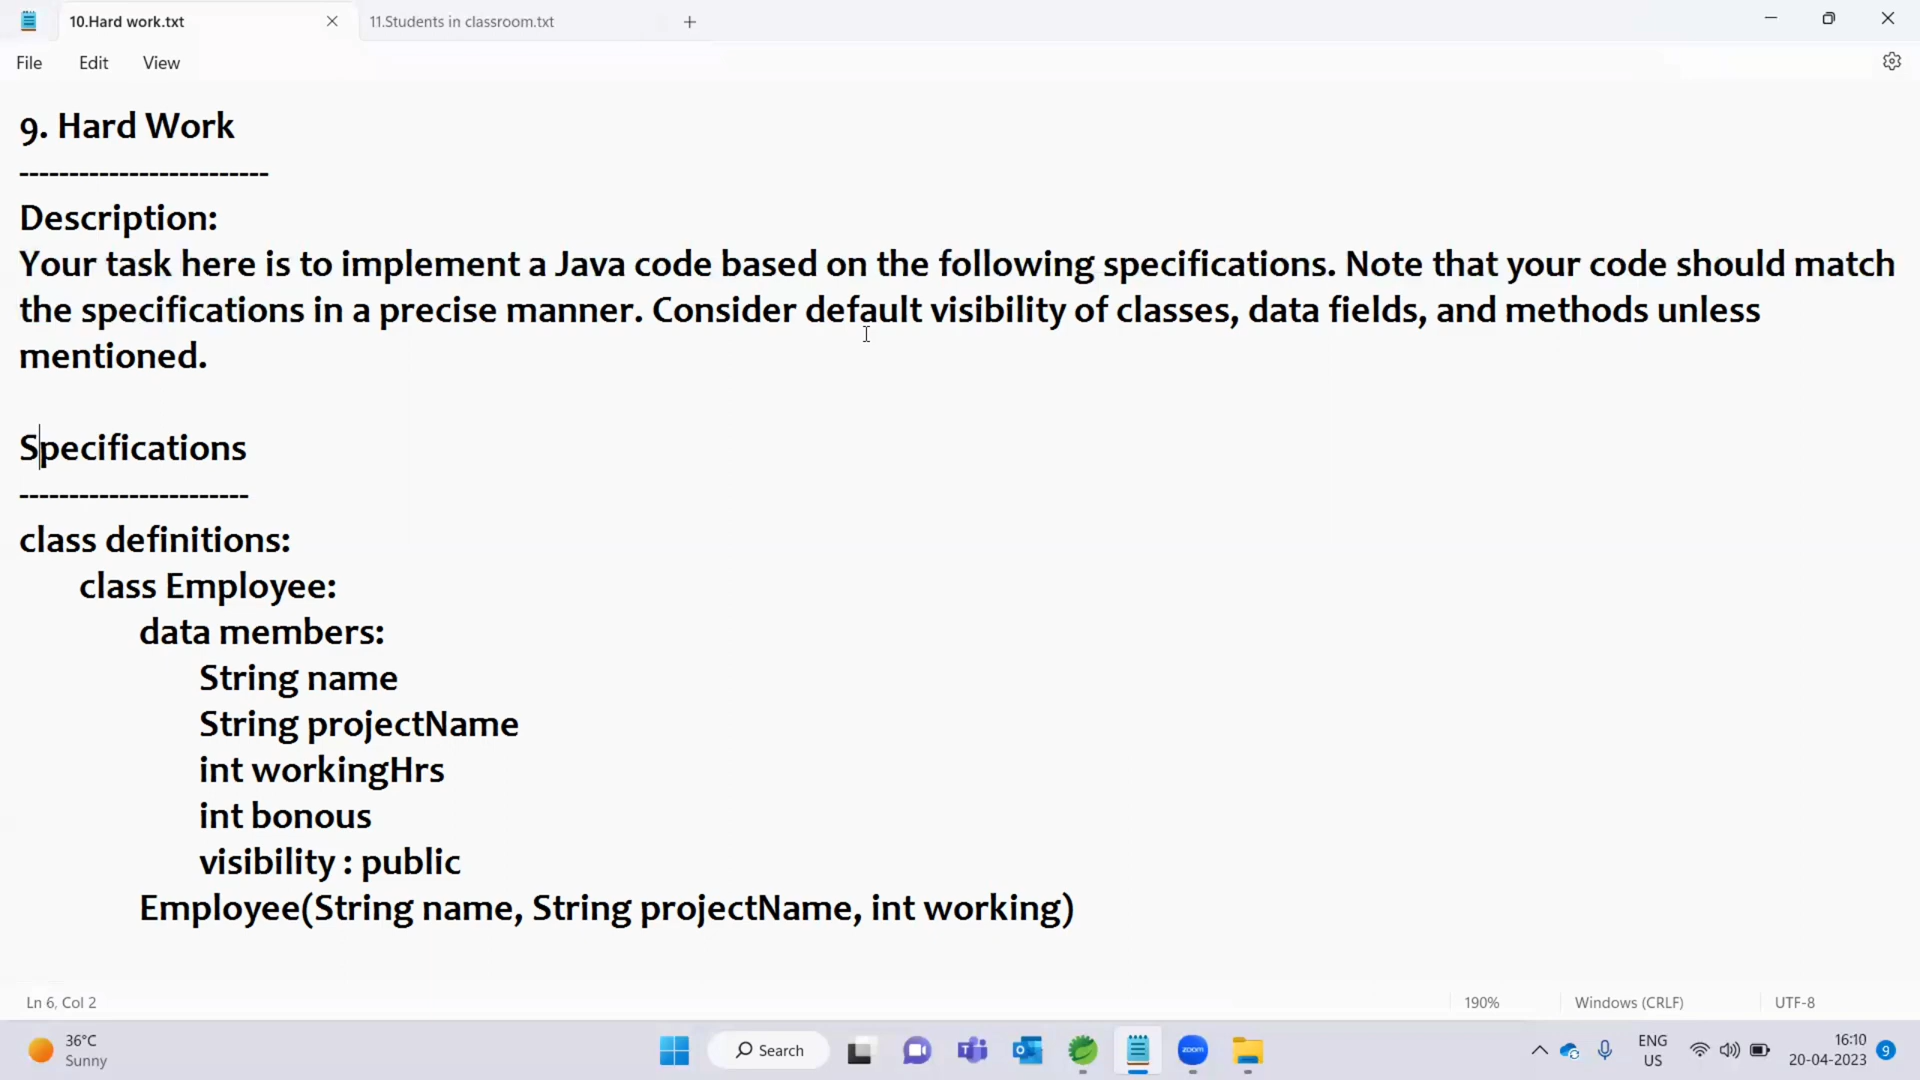 10.Hard work.txt
11.Students in classroom.txt
File Edit View
9. Hard Work
-------------------------
Description:
Your task here is to implement a Java code based on the following specifications. Note that your code should match
the specifications in a precise manner. Consider default visibility of classes, data fields, and methods unless
mentioned.
Specifications
-----------------------
class definitions:
class Employee:
data members:
String name
String projectName
int workingHrs
int bonous
visibility : public
Employee(String name, String projectName, int working)
Ln 6, Col 2
190%
Windows (CRLF)
UTF-8
36°C
Sunny
Search
zoom
ENG
US
16:10
20-04-2023
9